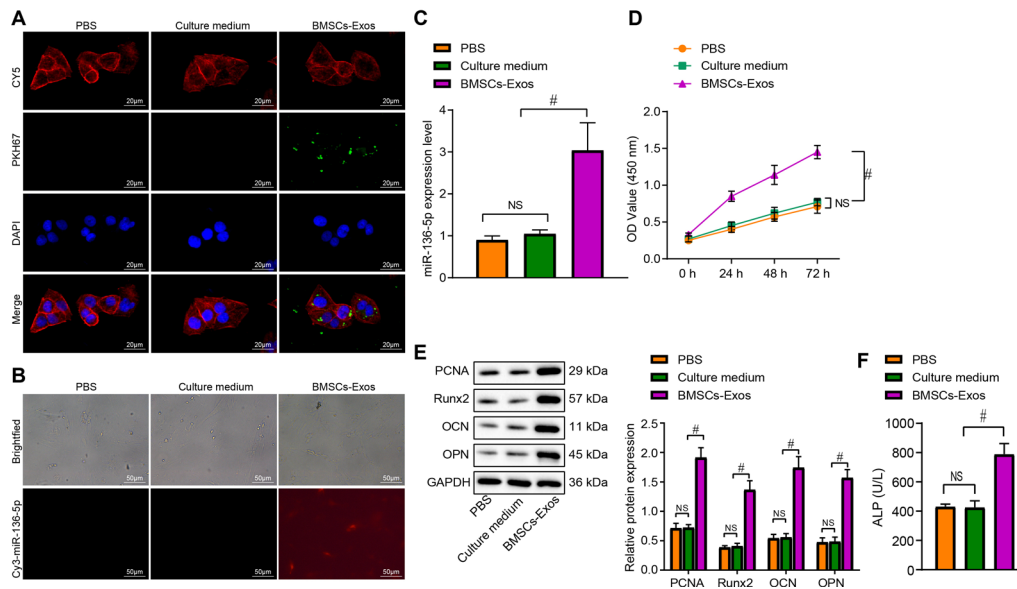 A
PBS
Culture medium
BMSCs-Exos
CY5
20μm
20μm
20μm
PKH67
20μm
20μm
20μm
DAPI
20μm
20μm
20μm
Merge
20μm
20μm
20μm
B
PBS
Culture medium
BMSCs-Exos
Brightfied
50μm
50μm
50μm
Cy3-miR-136-5p
50μm
50μm
50μm
C
PBS
Culture medium
BMSCs-Exos
miR-136-5p expression level
4
3
2
1
0
NS
#
D
PBS
Culture medium
BMSCs-Exos
OD Value (450 nm)
2.0
1.5
1.0
0.5
0.0
0 h
24 h
48 h
72 h
NS
#
E
PCNA
29 kDa
Runx2
57 kDa
OCN
11 kDa
OPN
45 kDa
GAPDH
36 kDa
PBS
Culture medium
BMSCs-Exos
PBS
Culture medium
BMSCs-Exos
Relative protein expression
2.5
2.0
1.5
1.0
0.5
0.0
NS
#
NS
#
NS
#
NS
#
PCNA
Runx2
OCN
OPN
F
PBS
Culture medium
BMSCs-Exos
ALP (U/L)
1000
800
600
400
200
0
NS
#